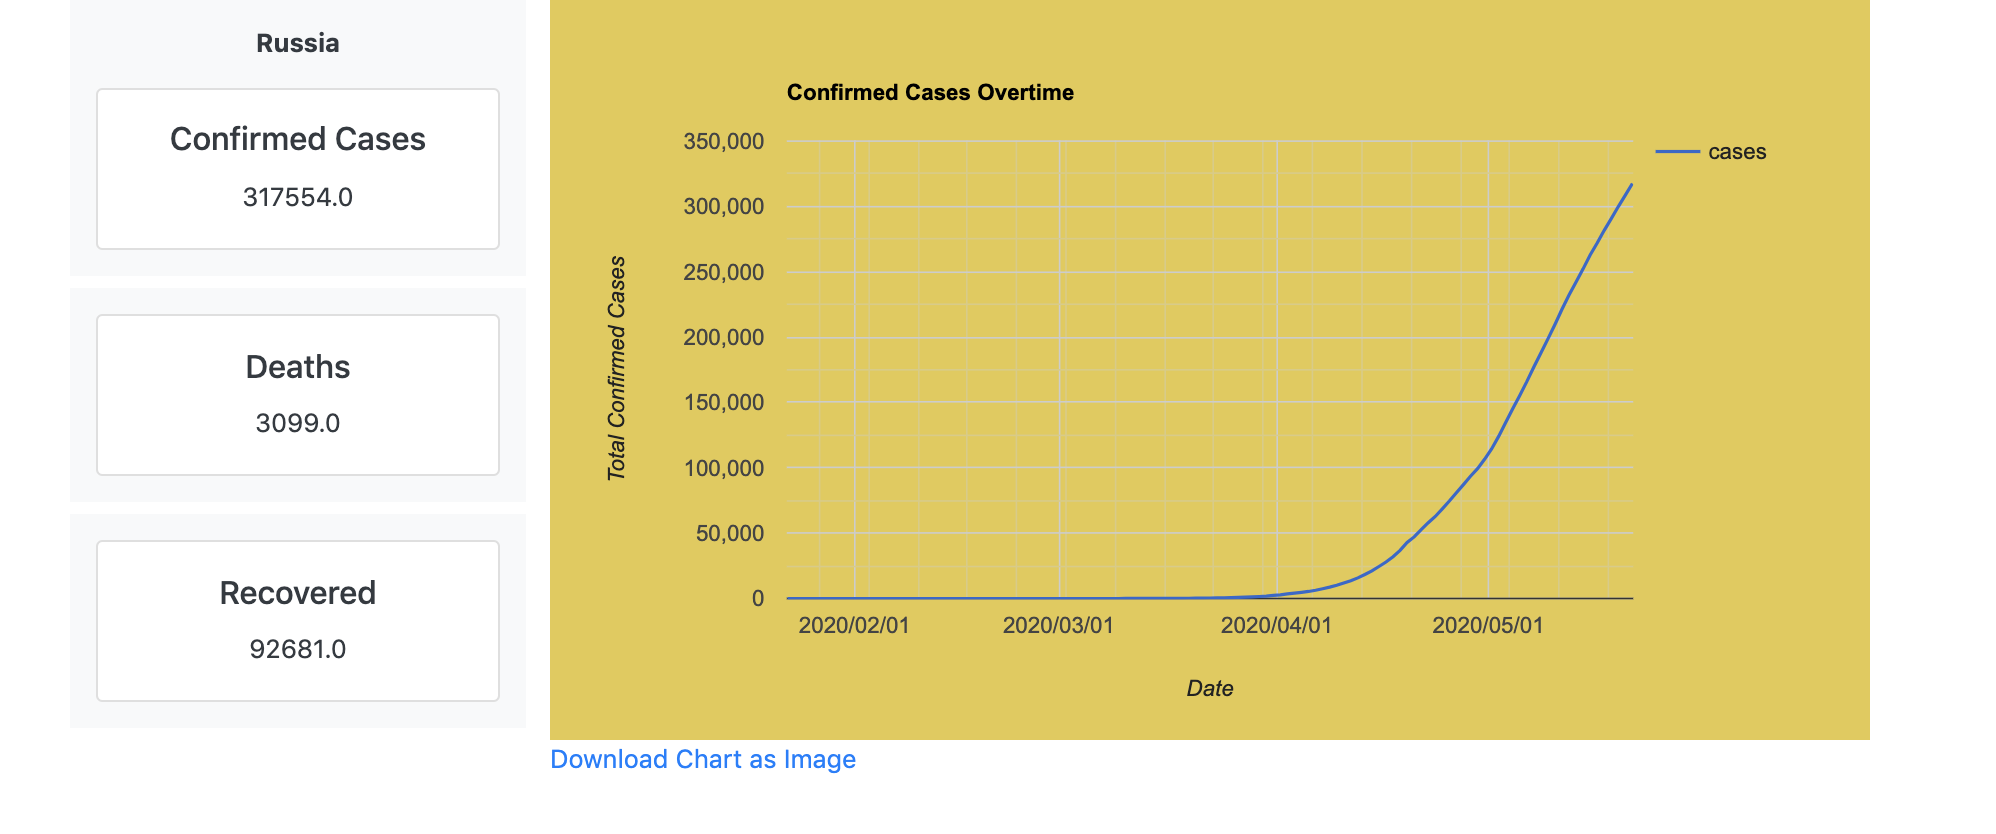 Russia
Confirmed Cases
317554.0
Deaths
3099.0
Recovered
92681.0
Confirmed Cases Overtime
350,000
300,000
250,000
200,000
150,000
100,000
50,000
0
Total Confirmed Cases
cases
2020/02/01
2020/03/01
2020/04/01
2020/05/01
Date
Download Chart as Image